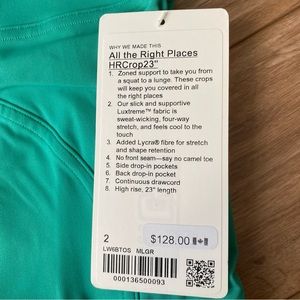 WHY WE MADE THIS
All the Right Places
HRCrop23"
1. Zoned support to take you from
a squat to a lunge. These crops
will keep you covered in all
the right places
2. Our slick and supportive
Luxtreme™ fabric is
sweat-wicking, four-way
stretch, and feels cool to the
touch
3. Added Lycra® fibre for stretch
and shape retention
4. No front seam—say no camel toe
5. Side drop-in pockets
6. Back drop-in pocket
7. Continuous drawcord
8. High rise, 23" length
2
$128.00
LW6BTOS MLGR
000136500093